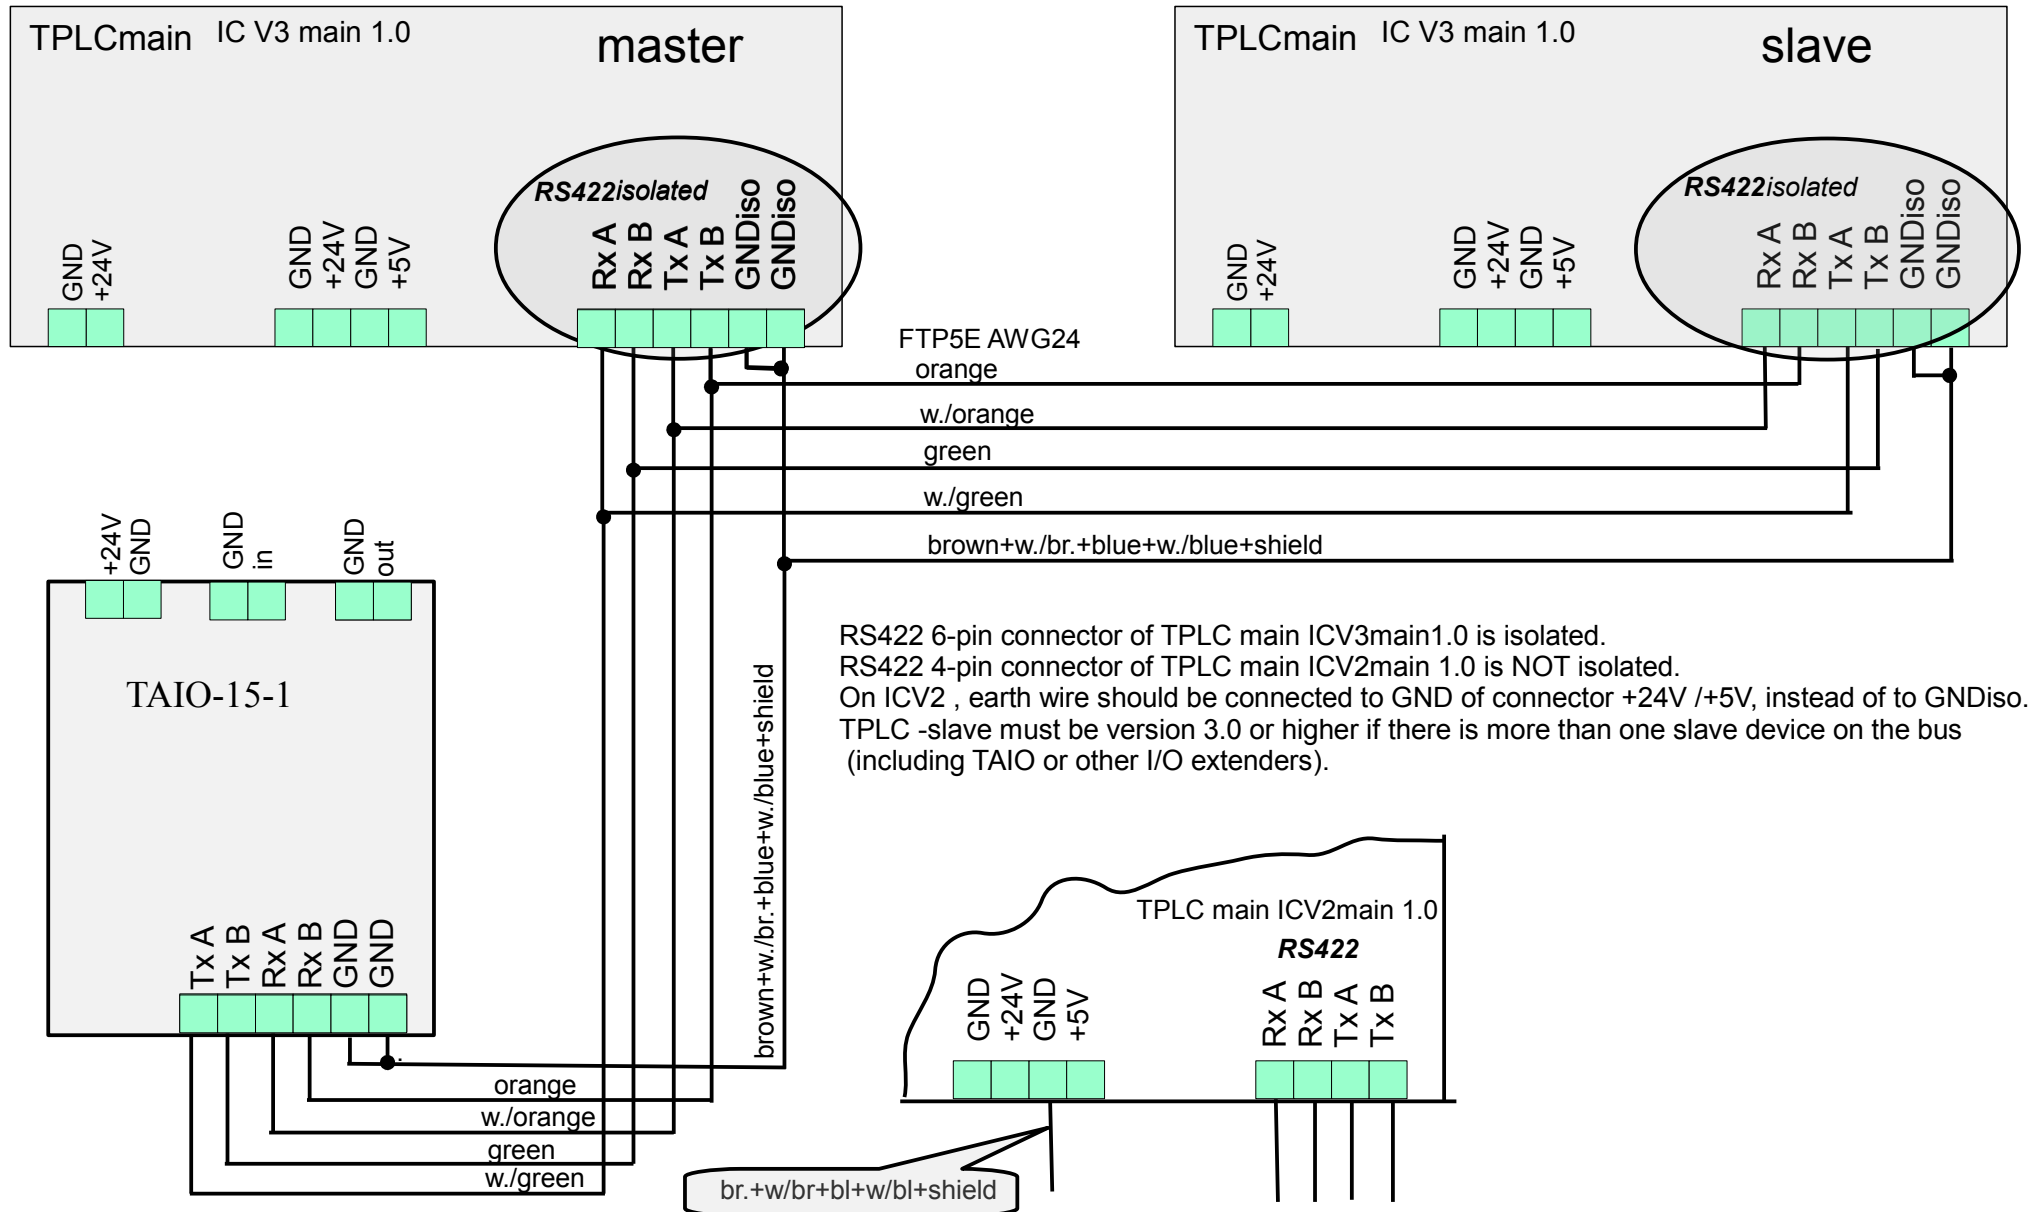 TPLCmain IC V3 main 1.0 master
RS422isolated
GND
+24V
GND
+24V
GND
+5V
Rx A
Rx B
Tx A
Tx B
GNDiso
GNDiso
TPLCmain IC V3 main 1.0 slave
RS422isolated
GND
+24V
GND
+24V
GND
+5V
Rx A
Rx B
Tx A
Tx B
GNDiso
GNDiso
FTP5E AWG24
orange
w./orange
green
w./green
brown+w./br.+blue+w./blue+shield
+24V
GND
GND
in
GND
out
TAIO-15-1
Tx A
Tx B
Rx A
Rx B
GND
GND
brown+w./br.+blue+w./blue+shield
orange
w./orange
green
w./green
RS422 6-pin connector of TPLC main ICV3main1.0 is isolated.
RS422 4-pin connector of TPLC main ICV2main 1.0 is NOT isolated.
On ICV2 , earth wire should be connected to GND of connector +24V /+5V, instead of to GNDiso.
TPLC -slave must be version 3.0 or higher if there is more than one slave device on the bus
(including TAIO or other I/O extenders).
TPLC main ICV2main 1.0
RS422
GND
+24V
GND
+5V
Rx A
Rx B
Tx A
Tx B
br.+w/br+bl+w/bl+shield